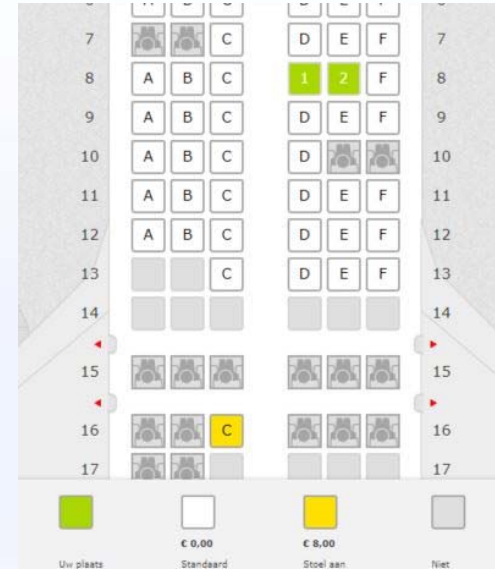 7 C D E F 7
8 A B C 1 2 F 8
9 A B C D E F 9
10 A B C D 10
11 A B C D E F 11
12 A B C D E F 12
13 C D E F 13
14 14
15 15
16 C 16
17 17
€ 0,00 € 8,00
Uw plaats Standaard Stoel aan Niet